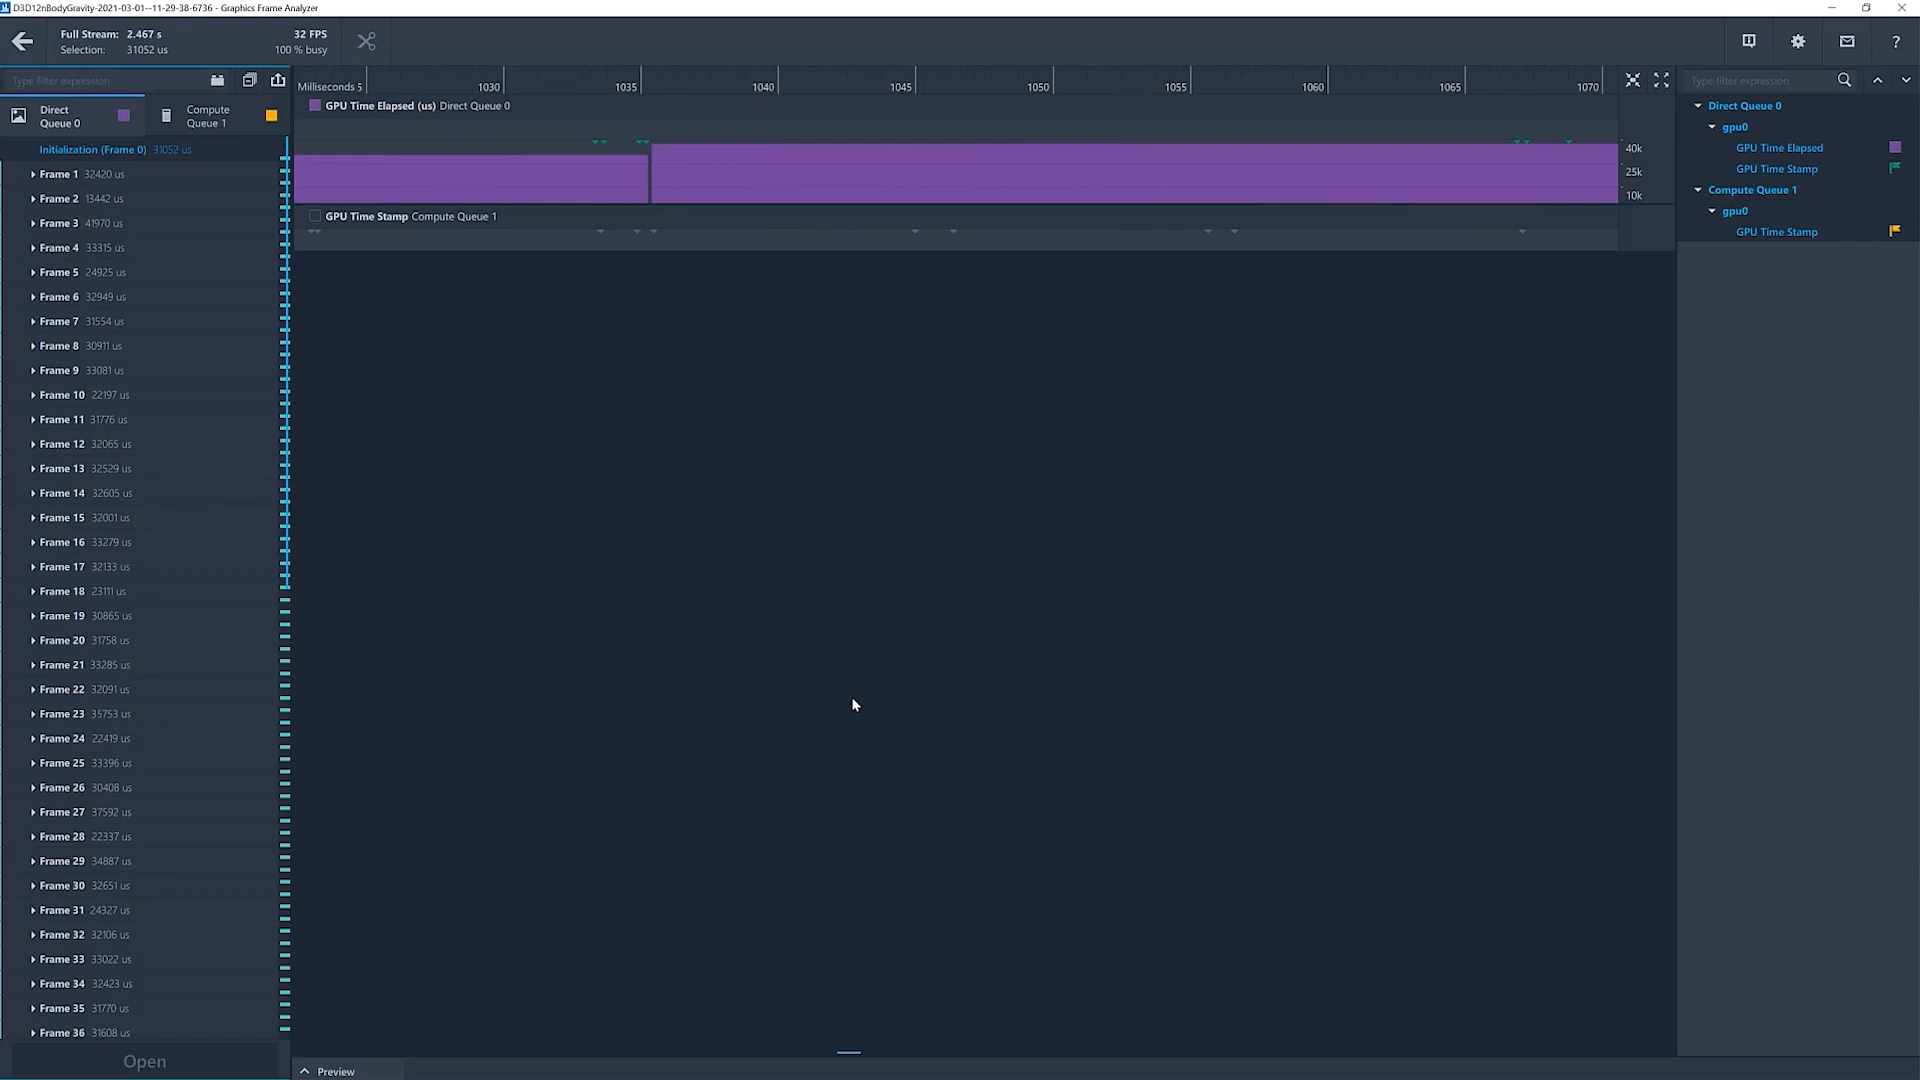 D3D12nBodyGravity-2021-03-01--11-29-38-6736 - Graphics Frame Analyzer
Full Stream: 2.467 s 32 FPS
Selection: 31052 us 100 % busy
Type filter expression
Direct Queue 0
Compute Queue 1
Initialization (Frame 0) 31052 us
Frame 1 32420 us
Frame 2 13442 us
Frame 3 41970 us
Frame 4 33315 us
Frame 5 24925 us
Frame 6 32949 us
Frame 7 31554 us
Frame 8 30911 us
Frame 9 33081 us
Frame 10 22197 us
Frame 11 31776 us
Frame 12 32065 us
Frame 13 32529 us
Frame 14 32605 us
Frame 15 32001 us
Frame 16 33279 us
Frame 17 32133 us
Frame 18 23111 us
Frame 19 30865 us
Frame 20 31758 us
Frame 21 33285 us
Frame 22 32091 us
Frame 23 35753 us
Frame 24 22419 us
Frame 25 33396 us
Frame 26 30408 us
Frame 27 37592 us
Frame 28 22337 us
Frame 29 34887 us
Frame 30 32651 us
Frame 31 24327 us
Frame 32 32106 us
Frame 33 33022 us
Frame 34 32423 us
Frame 35 31770 us
Frame 36 31608 us
Open
Milliseconds 5 1030 1035 1040 1045 1050 1055 1060 1065 1070
GPU Time Elapsed (us) Direct Queue 0
40k
25k
10k
GPU Time Stamp Compute Queue 1
Preview
?
Type filter expression
Direct Queue 0
gpu0
GPU Time Elapsed
GPU Time Stamp
Compute Queue 1
gpu0
GPU Time Stamp